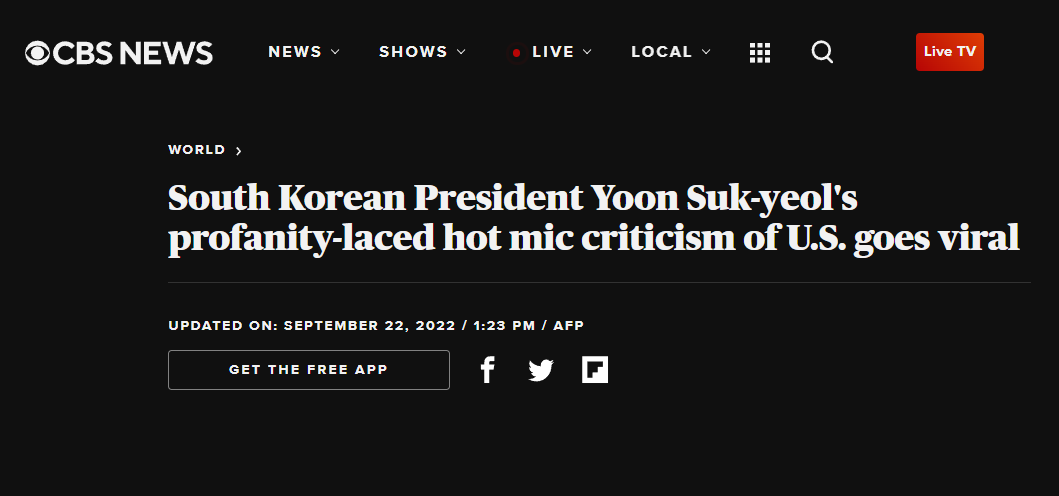 CBS NEWS NEWS SHOWS LIVE LOCAL Live TV
WORLD
South Korean President Yoon Suk-yeol's
profanity-laced hot mic criticism of U.S. goes viral
UPDATED ON: SEPTEMBER 22, 2022 / 1:23 PM / AFP
GET THE FREE APP